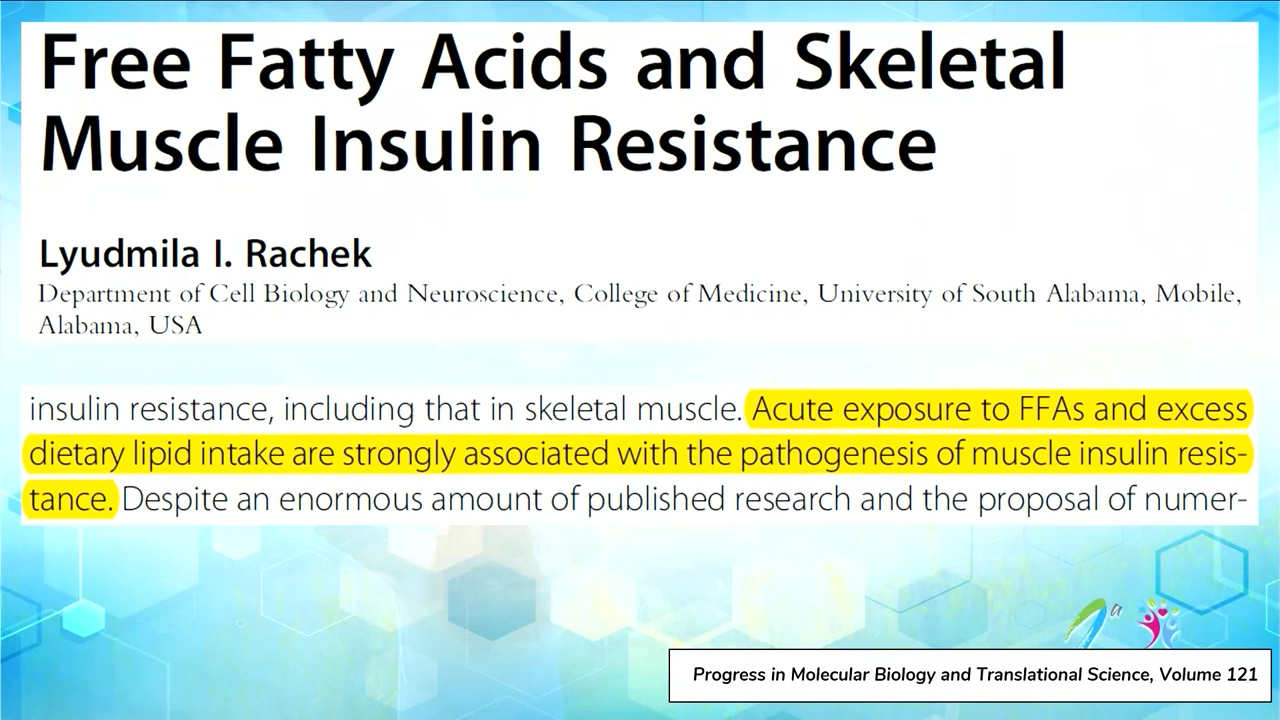 Free Fatty Acids and Skeletal
Muscle Insulin Resistance
Lyudmila I. Rachek
Department of Cell Biology and Neuroscience, College of Medicine, University of South Alabama, Mobile,
Alabama, USA
insulin resistance, including that in skeletal muscle. Acute exposure to FFAs and excess
dietary lipid intake are strongly associated with the pathogenesis of muscle insulin resis-
tance. Despite an enormous amount of published research and the proposal of numer-
1a
Progress in Molecular Biology and Translational Science, Volume 121